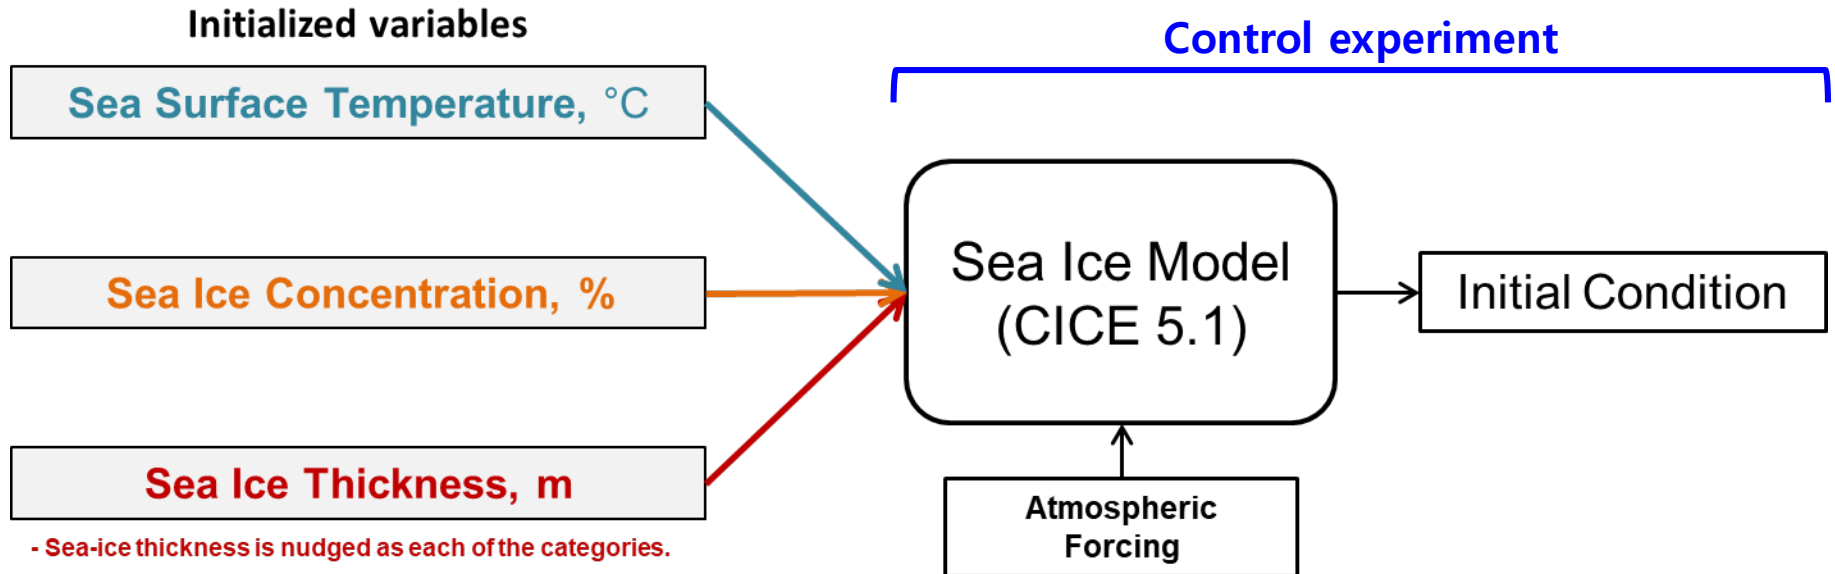 Initialized variables
Control experiment
Sea Surface Temperature, °C
Sea Ice Concentration, %
Sea Ice Model
(CICE 5.1)
Initial Condition
Sea Ice Thickness, m
- Sea-ice thickness is nudged as each of the categories.
Atmospheric
Forcing